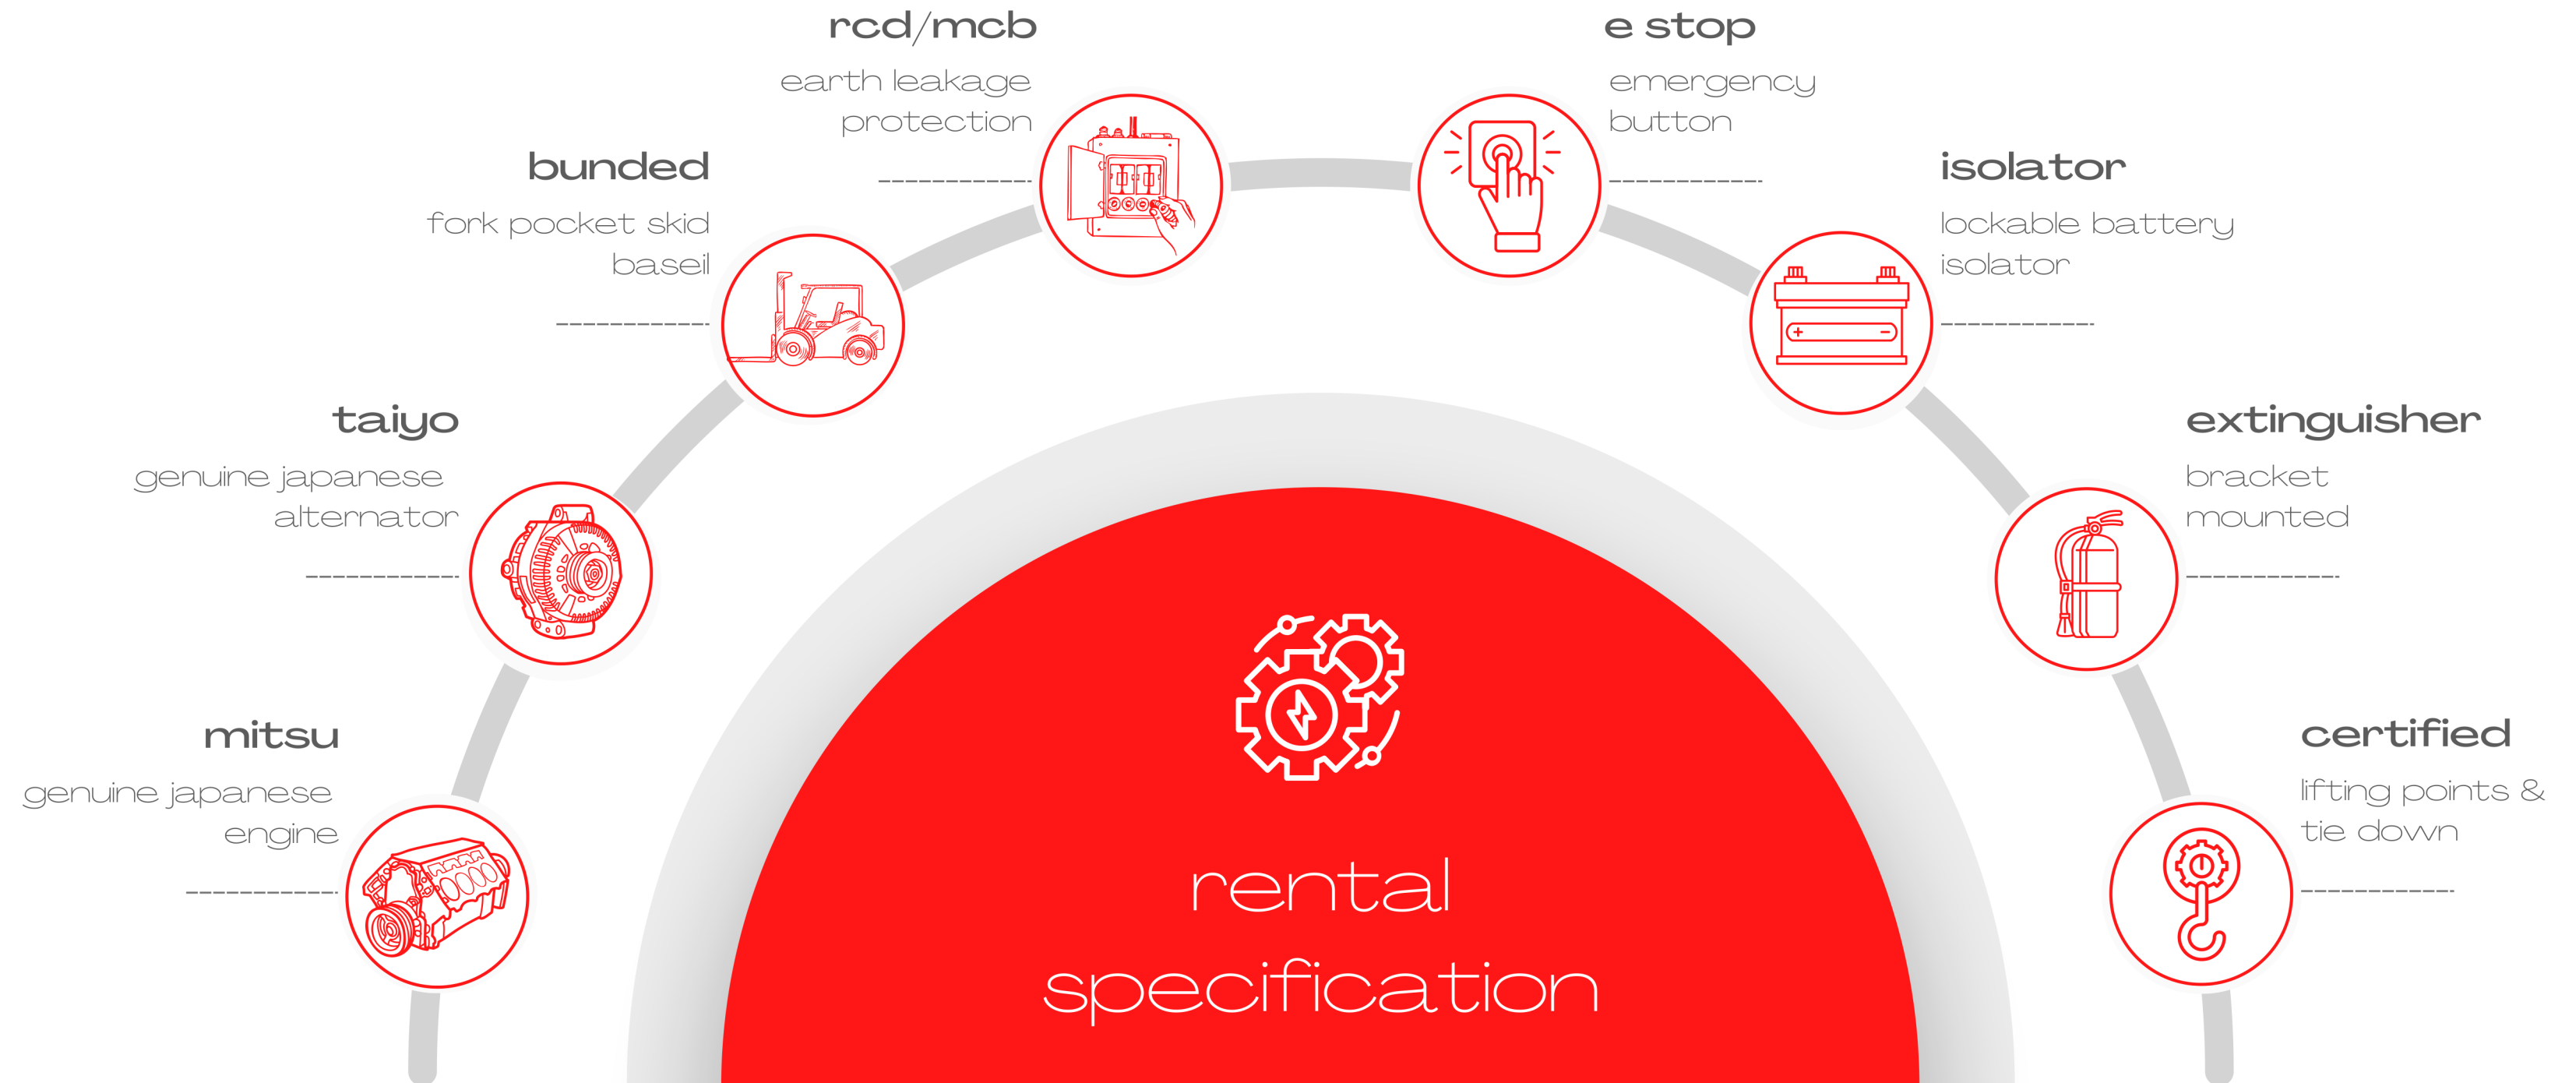 rcd/mcb
earth leakage
protection
e stop
emergency
button
bunded
fork pocket skid
baseil
isolator
lockable battery
isolator
taiyo
genuine japanese
alternator
extinguisher
bracket
mounted
mitsu
genuine japanese
engine
certified
lifting points &
tie down
rental
specification